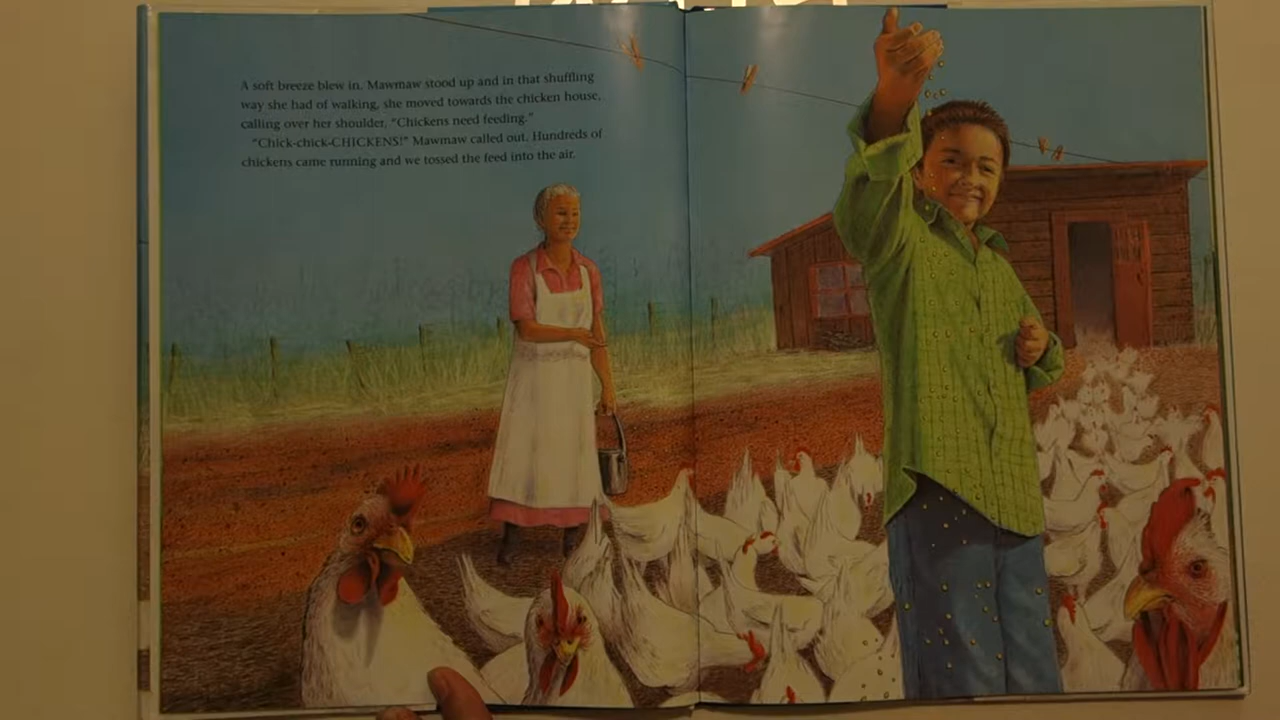 A soft breeze blew in. Mawmaw stood up and in that shuffling
way she had of walking, she moved towards the chicken house,
calling over her shoulder, "Chickens need feeding."
"Chick-chick-CHICKENS!" Mawmaw called out. Hundreds of
chickens came running and we tossed the feed into the air.